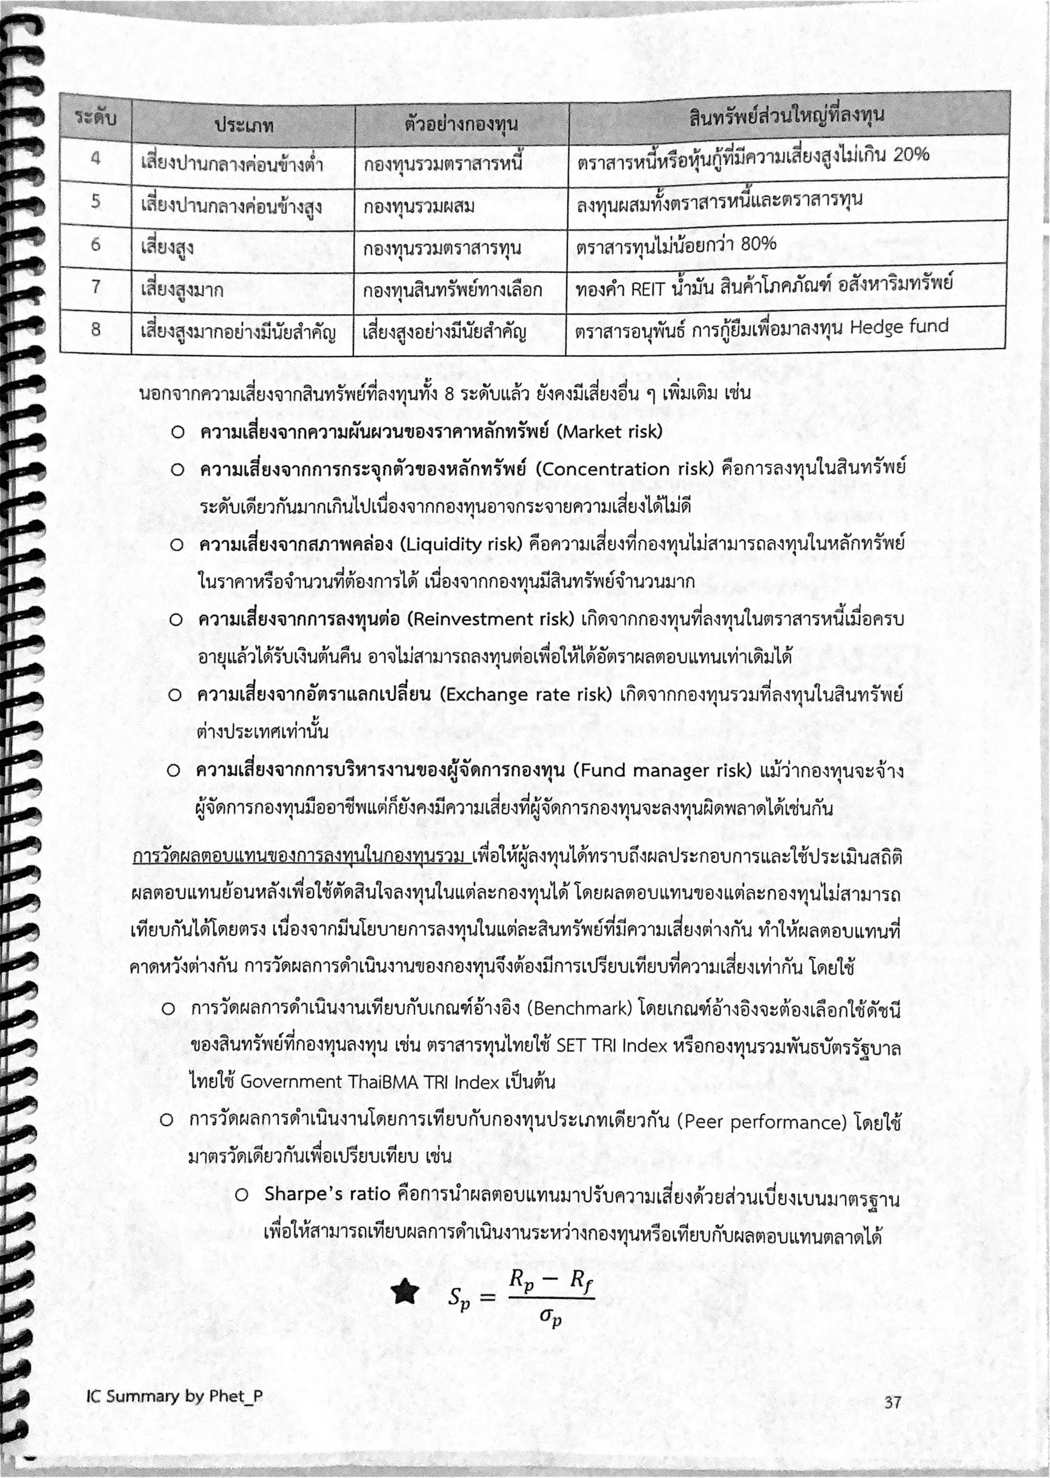 ระดับ ประเภท ตัวอย่างกองทุน สินทรัพย์ส่วนใหญ่ที่ลงทุน
4 เสี่ยงปานกลางค่อนข้างต่ำ กองทุนรวมตราสารหนี้ ตราสารหนี้หรือหุ้นกู้ที่มีความเสี่ยงสูงไม่เกิน 20%
5 เสี่ยงปานกลางค่อนข้างสูง กองทุนรวมผสม ลงทุนผสมทั้งตราสารหนี้และตราสารทุน
6 เสี่ยงสูง กองทุนรวมตราสารทุน ตราสารทุนไม่น้อยกว่า 80%
7 เสี่ยงสูงมาก กองทุนสินทรัพย์ทางเลือก ทองคำ REIT น้ำมัน สินค้าโภคภัณฑ์ อสังหาริมทรัพย์
8 เสี่ยงสูงมากอย่างมีนัยสำคัญ เสี่ยงสูงอย่างมีนัยสำคัญ ตราสารอนุพันธ์ การกู้ยืมเพื่อมาลงทุน Hedge fund
นอกจากความเสี่ยงจากสินทรัพย์ที่ลงทุนทั้ง 8 ระดับแล้ว ยังคงมีเสี่ยงอื่น ๆ เพิ่มเติม เช่น
○ ความเสี่ยงจากความผันผวนของราคาหลักทรัพย์ (Market risk)
○ ความเสี่ยงจากการกระจุกตัวของหลักทรัพย์ (Concentration risk) คือการลงทุนในสินทรัพย์
ระดับเดียวกันมากเกินไปเนื่องจากกองทุนอาจกระจายความเสี่ยงได้ไม่ดี
○ ความเสี่ยงจากสภาพคล่อง (Liquidity risk) คือความเสี่ยงที่กองทุนไม่สามารถลงทุนในหลักทรัพย์
ในราคาหรือจำนวนที่ต้องการได้ เนื่องจากกองทุนมีสินทรัพย์จำนวนมาก
○ ความเสี่ยงจากการลงทุนต่อ (Reinvestment risk) เกิดจากกองทุนที่ลงทุนในตราสารหนี้เมื่อครบ
อายุแล้วได้รับเงินต้นคืน อาจไม่สามารถลงทุนต่อเพื่อให้ได้อัตราผลตอบแทนเท่าเดิมได้
○ ความเสี่ยงจากอัตราแลกเปลี่ยน (Exchange rate risk) เกิดจากกองทุนรวมที่ลงทุนในสินทรัพย์
ต่างประเทศเท่านั้น
○ ความเสี่ยงจากการบริหารงานของผู้จัดการกองทุน (Fund manager risk) แม้ว่ากองทุนจะจ้าง
ผู้จัดการกองทุนมืออาชีพแต่ก็ยังคงมีความเสี่ยงที่ผู้จัดการกองทุนจะลงทุนผิดพลาดได้เช่นกัน
การวัดผลตอบแทนของการลงทุนในกองทุนรวม เพื่อให้ผู้ลงทุนได้ทราบถึงผลประกอบการและใช้ประเมินสถิติ
ผลตอบแทนย้อนหลังเพื่อใช้ตัดสินใจลงทุนในแต่ละกองทุนได้ โดยผลตอบแทนของแต่ละกองทุนไม่สามารถ
เทียบกันได้โดยตรง เนื่องจากมีนโยบายการลงทุนในแต่ละสินทรัพย์ที่มีความเสี่ยงต่างกัน ทำให้ผลตอบแทนที่
คาดหวังต่างกัน การวัดผลการดำเนินงานของกองทุนจึงต้องมีการเปรียบเทียบที่ความเสี่ยงเท่ากัน โดยใช้
○ การวัดผลการดำเนินงานเทียบกับเกณฑ์อ้างอิง (Benchmark) โดยเกณฑ์อ้างอิงจะต้องเลือกใช้ดัชนี
ของสินทรัพย์ที่กองทุนลงทุน เช่น ตราสารทุนไทยใช้ SET TRI Index หรือกองทุนรวมพันธบัตรรัฐบาล
ไทยใช้ Government ThaiBMA TRI Index เป็นต้น
○ การวัดผลการดำเนินงานโดยการเทียบกับกองทุนประเภทเดียวกัน (Peer performance) โดยใช้
มาตรวัดเดียวกันเพื่อเปรียบเทียบ เช่น
○ Sharpe's ratio คือการนำผลตอบแทนมาปรับความเสี่ยงด้วยส่วนเบี่ยงเบนมาตรฐาน
เพื่อให้สามารถเทียบผลการดำเนินงานระหว่างกองทุนหรือเทียบกับผลตอบแทนตลาดได้
★ Sp = (Rp − Rf) / σp
IC Summary by Phet_P 37